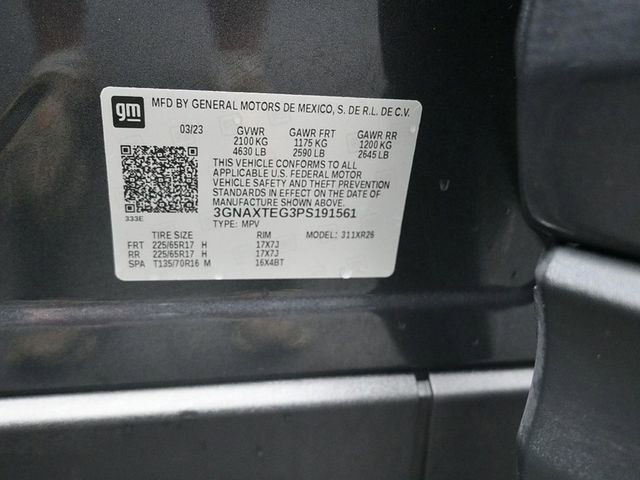 gm MFD BY GENERAL MOTORS DE MEXICO, S. DE R.L. DE C.V.
03/23 GVWR GAWR FRT GAWR RR
2100 KG 1175 KG 1200 KG
4630 LB 2590 LB 2645 LB
THIS VEHICLE CONFORMS TO ALL
APPLICABLE U.S. FEDERAL MOTOR
VEHICLE SAFETY AND THEFT PREVENTION
STANDARDS IN EFFECT ON THE DATE OF
MANUFACTURE SHOWN ABOVE.
333E 3GNAXTEG3PS191561
TYPE: MPV
TIRE SIZE RIM MODEL: 311XR26
FRT 225/65R17 H 17X7J
RR 225/65R17 H 17X7J
SPA T135/70R16 M 16X4BT